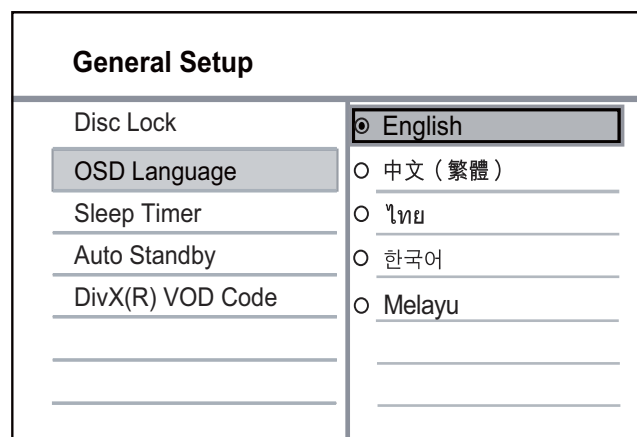 General Setup
Disc Lock
OSD Language
Sleep Timer
Auto Standby
DivX(R) VOD Code
English
中文（繁體）
ไทย
한국어
Melayu